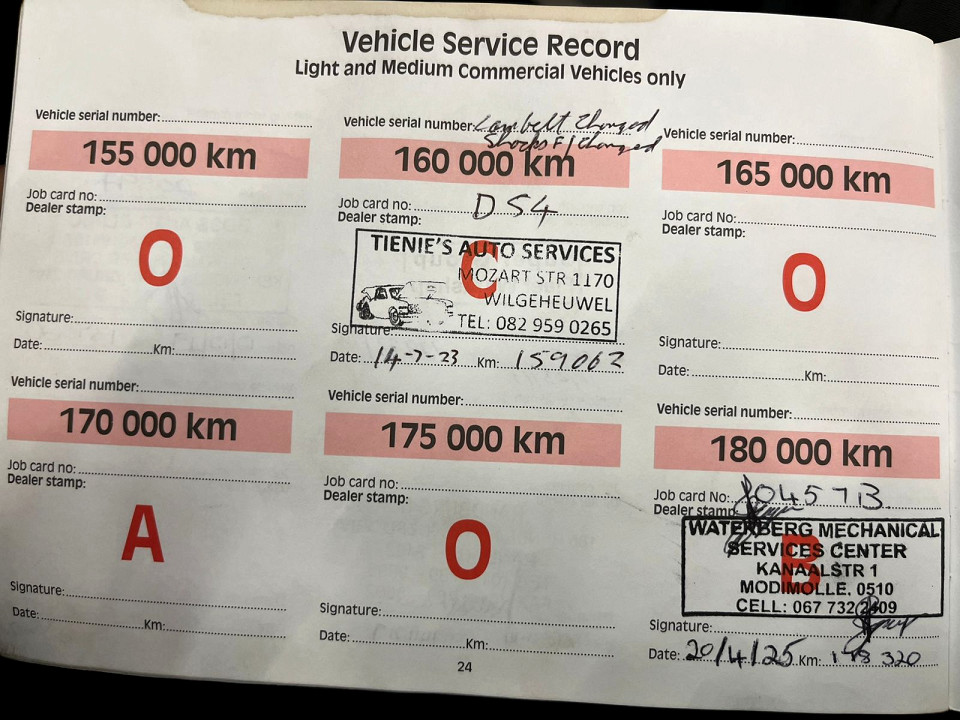 Vehicle Service Record
Light and Medium Commercial Vehicles only
Vehicle serial number:
155 000 km
Job card no:
Dealer stamp:
O
Signature:
Date: Km:
Vehicle serial number: Cambelt Changed
Shocks F/Changed
160 000 km
Job card no: DS4
Dealer stamp:
C
TIENIE'S AUTO SERVICES
MOZART STR 1170
WILGEHEUWEL
TEL: 082 959 0265
Signature:
Date: 14-7-23 Km: 159062
Vehicle serial number:
165 000 km
Job card No:
Dealer stamp:
O
Signature:
Date: Km:
Vehicle serial number:
170 000 km
Job card no:
Dealer stamp:
A
Signature:
Date: Km:
Vehicle serial number:
175 000 km
Job card no:
Dealer stamp:
O
Signature:
Date: Km:
Vehicle serial number:
180 000 km
Job card No:
Dealer stamp:
B
WATERBERG MECHANICAL
SERVICES CENTER
KANAALSTR 1
MODIMOLLE, 0510
CELL: 067 732
Signature:
Date: 20/4/25 Km:
24